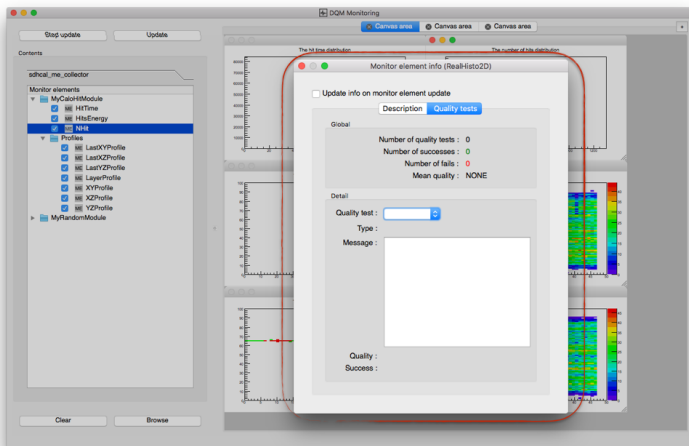 DQM Monitoring
Stop update
Update
Canvas area
Canvas area
Canvas area
Contents
sdhcal_me_collector
Monitor elements
MyCaloHitModule
ME HitTime
ME HitsEnergy
ME NHit
Profiles
ME LastXYProfile
ME LastXZProfile
ME LastYZProfile
ME LayerProfile
ME XYProfile
ME XZProfile
ME YZProfile
MyRandomModule
Clear
Browse
The hit time distribution
The number of hits distribution
Monitor element info (RealHisto2D)
Update info on monitor element update
Description
Quality tests
Global
Number of quality tests : 0
Number of successes : 0
Number of fails : 0
Mean quality : NONE
Detail
Quality test :
Type :
Message :
Quality :
Success :